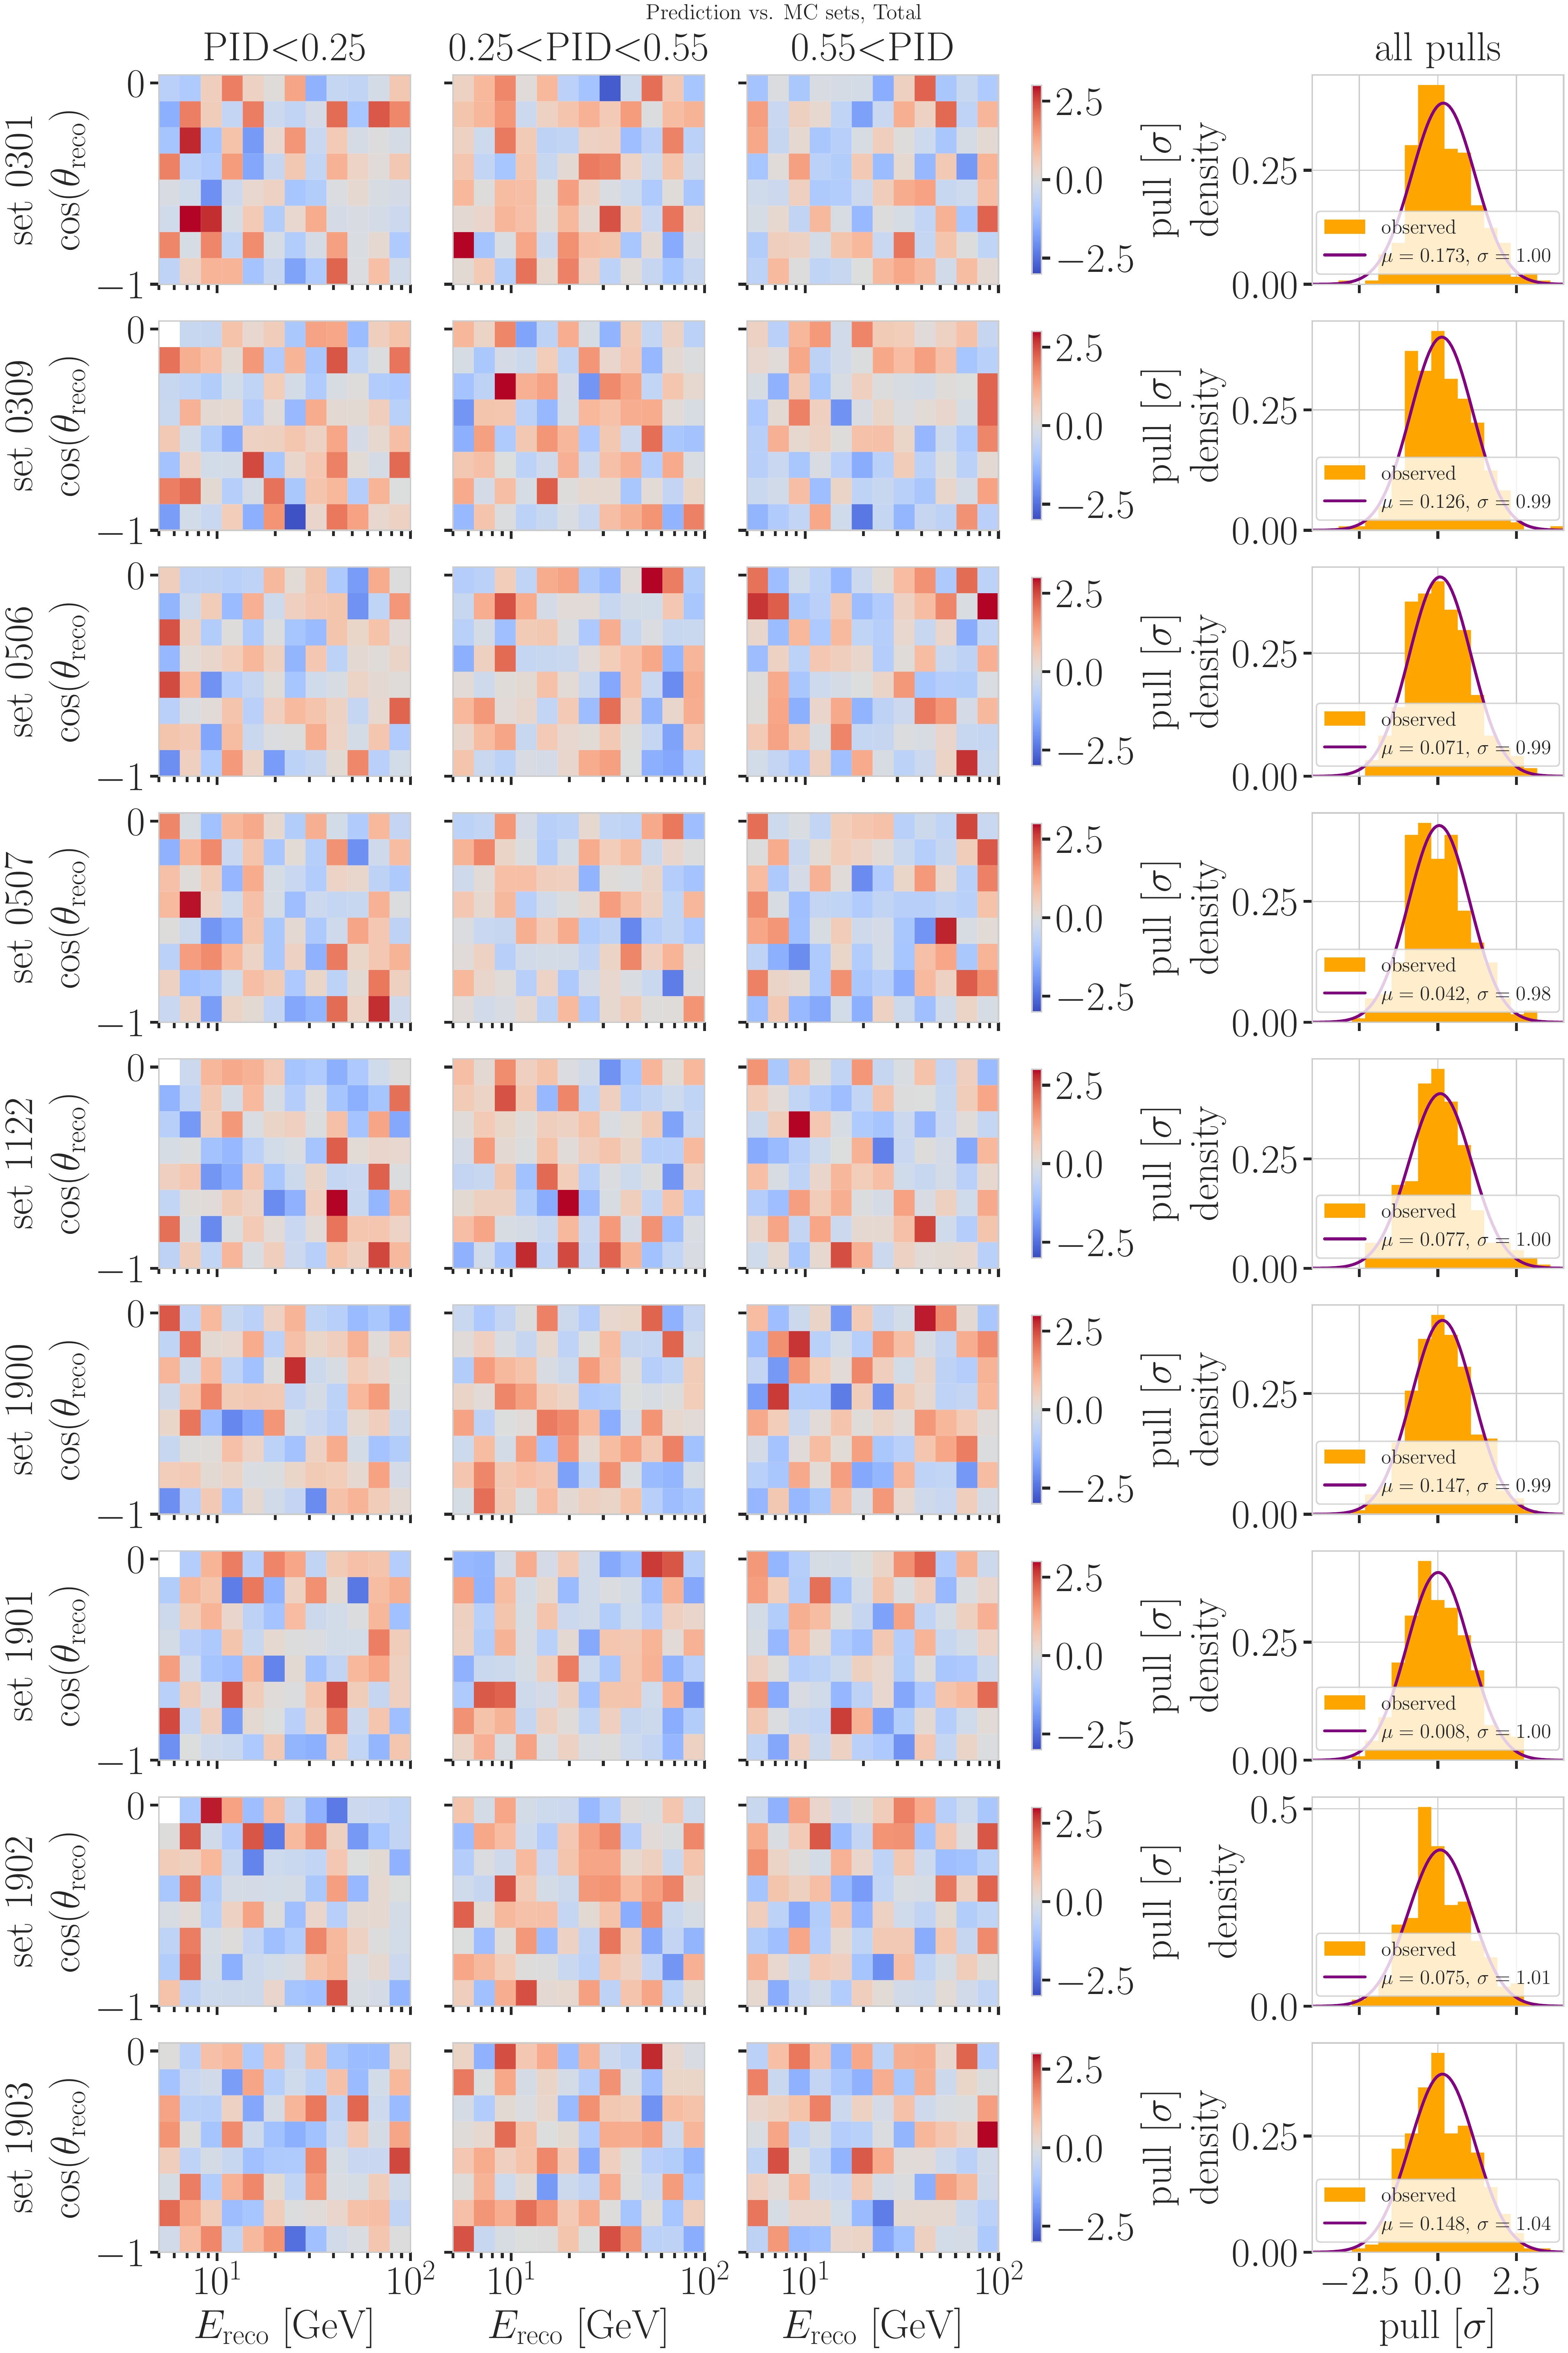 Prediction vs. MC sets, Total
PID<0.25
0.25<PID<0.55
0.55<PID
all pulls
set 0301
cos(θreco)
0
−1
2.5
0.0
−2.5
pull [σ]
density
0.25
0.00
observed
μ = 0.173, σ = 1.00
set 0309
cos(θreco)
0
−1
2.5
0.0
−2.5
pull [σ]
density
0.25
0.00
observed
μ = 0.126, σ = 0.99
set 0506
cos(θreco)
0
−1
2.5
0.0
−2.5
pull [σ]
density
0.25
0.00
observed
μ = 0.071, σ = 0.99
set 0507
cos(θreco)
0
−1
2.5
0.0
−2.5
pull [σ]
density
0.25
0.00
observed
μ = 0.042, σ = 0.98
set 1122
cos(θreco)
0
−1
2.5
0.0
−2.5
pull [σ]
density
0.25
0.00
observed
μ = 0.077, σ = 1.00
set 1900
cos(θreco)
0
−1
2.5
0.0
−2.5
pull [σ]
density
0.25
0.00
observed
μ = 0.147, σ = 0.99
set 1901
cos(θreco)
0
−1
2.5
0.0
−2.5
pull [σ]
density
0.25
0.00
observed
μ = 0.008, σ = 1.00
set 1902
cos(θreco)
0
−1
2.5
0.0
−2.5
pull [σ]
density
0.5
0.0
observed
μ = 0.075, σ = 1.01
set 1903
cos(θreco)
0
−1
2.5
0.0
−2.5
pull [σ]
density
0.25
0.00
observed
μ = 0.148, σ = 1.04
10¹ 10²
Ereco [GeV]
10¹ 10²
Ereco [GeV]
10¹ 10²
Ereco [GeV]
−2.5 0.0 2.5
pull [σ]